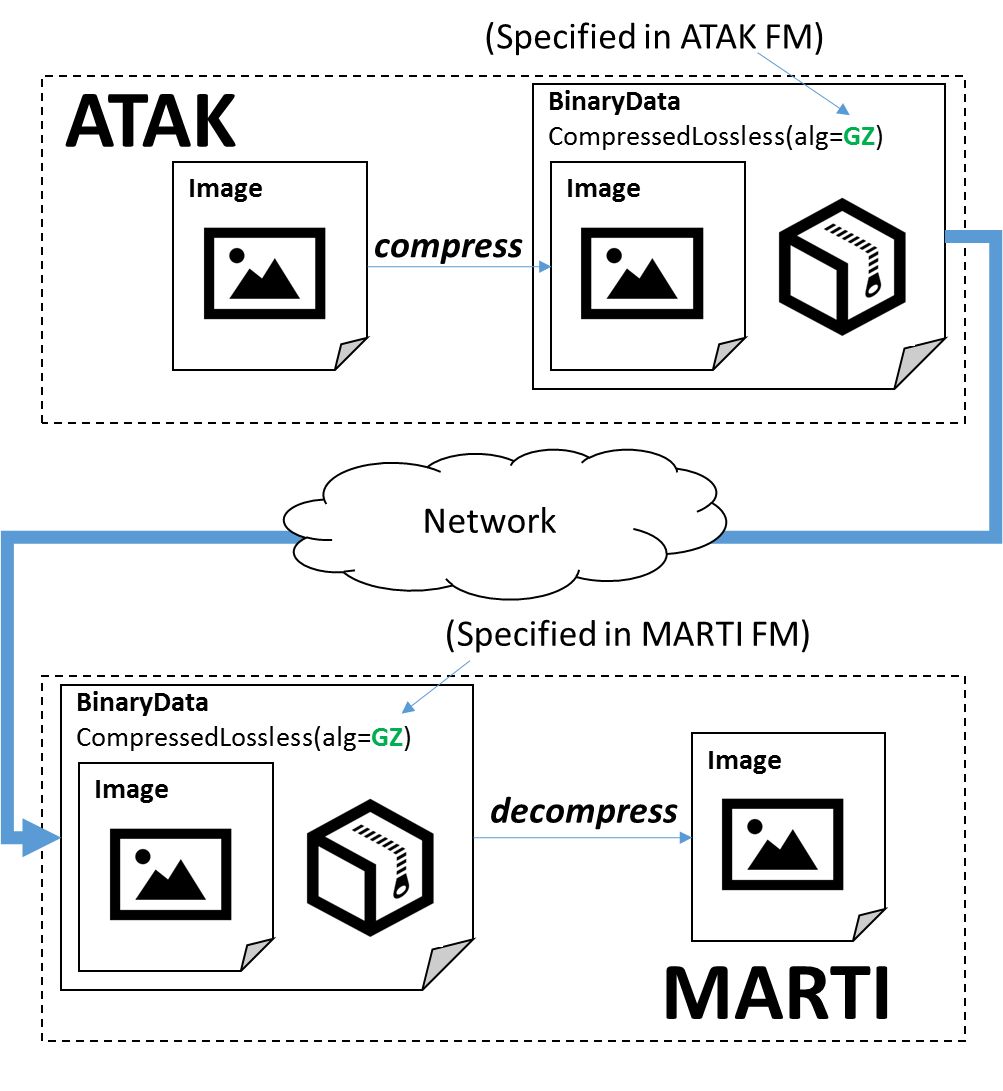 (Specified in ATAK FM)
ATAK
BinaryData
CompressedLossless(alg=GZ)
Image
compress
Image
Network
(Specified in MARTI FM)
BinaryData
CompressedLossless(alg=GZ)
Image
decompress
Image
MARTI